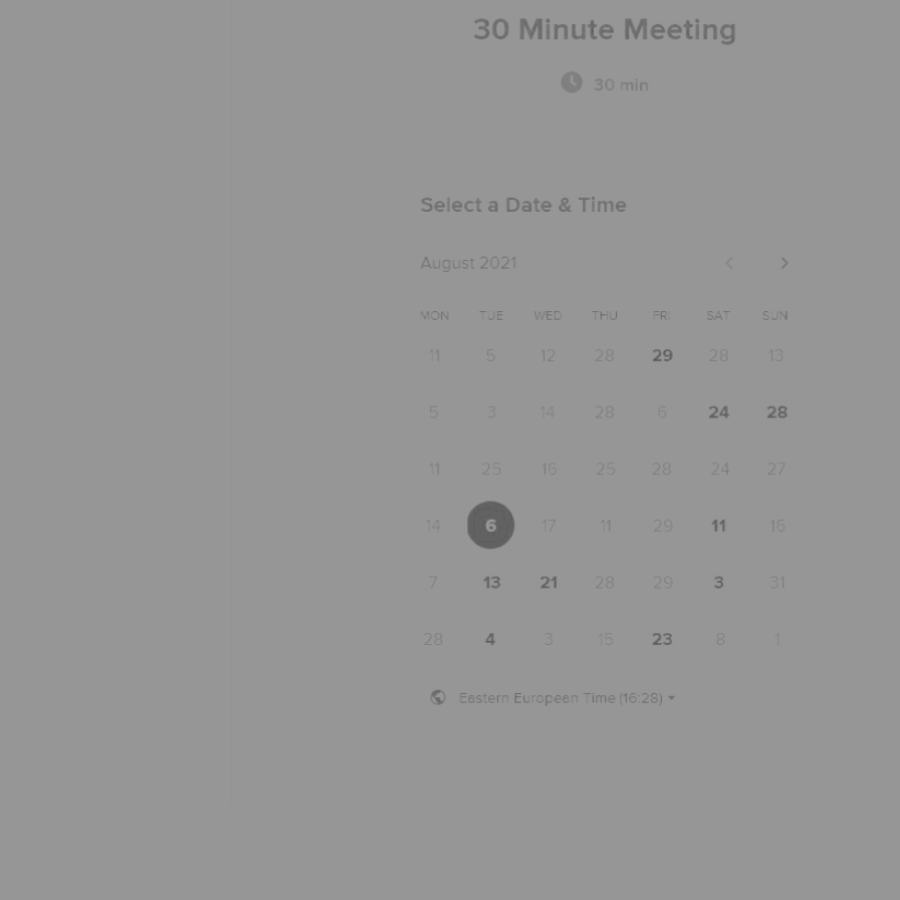 30 Minute Meeting
30 min
Select a Date & Time
August 2021
MON TUE WED THU FRI SAT SUN
11 5 12 28 29 28 13
5 3 14 28 6 24 28
11 25 16 25 28 24 27
14 6 17 11 29 11 15
7 13 21 28 29 3 31
28 4 3 15 23 8 1
Eastern European Time (16:28)